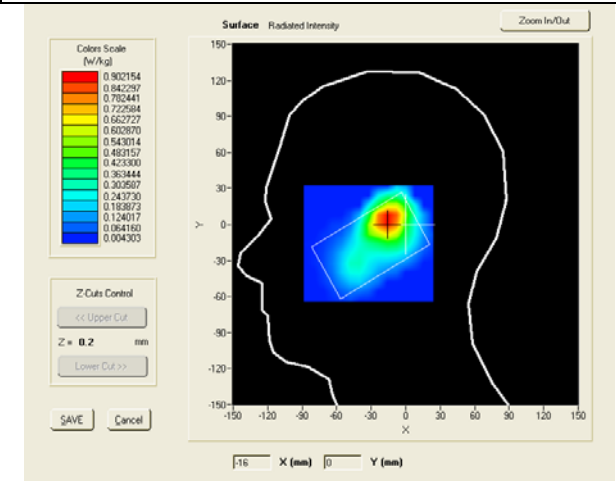 Surface Radiated Intensity
Zoom In/Out
Colors Scale
(W/kg)
0.902154
0.842297
0.782441
0.722584
0.662727
0.602870
0.543014
0.483157
0.423300
0.363444
0.303587
0.243730
0.183873
0.124017
0.064160
0.004303
Z-Cuts Control
<< Upper Cut
Z = 0.2 mm
Lower Cut >>
SAVE Cancel
150
120
90
60
30
0
-30
-60
-90
-120
-150
Y
-150 -120 -90 -60 -30 0 30 60 90 120 150
X
-16 X (mm) 0 Y (mm)